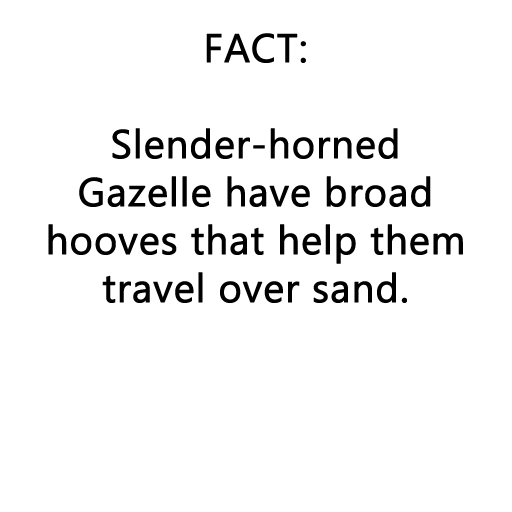 FACT:
Slender-horned
Gazelle have broad
hooves that help them
travel over sand.